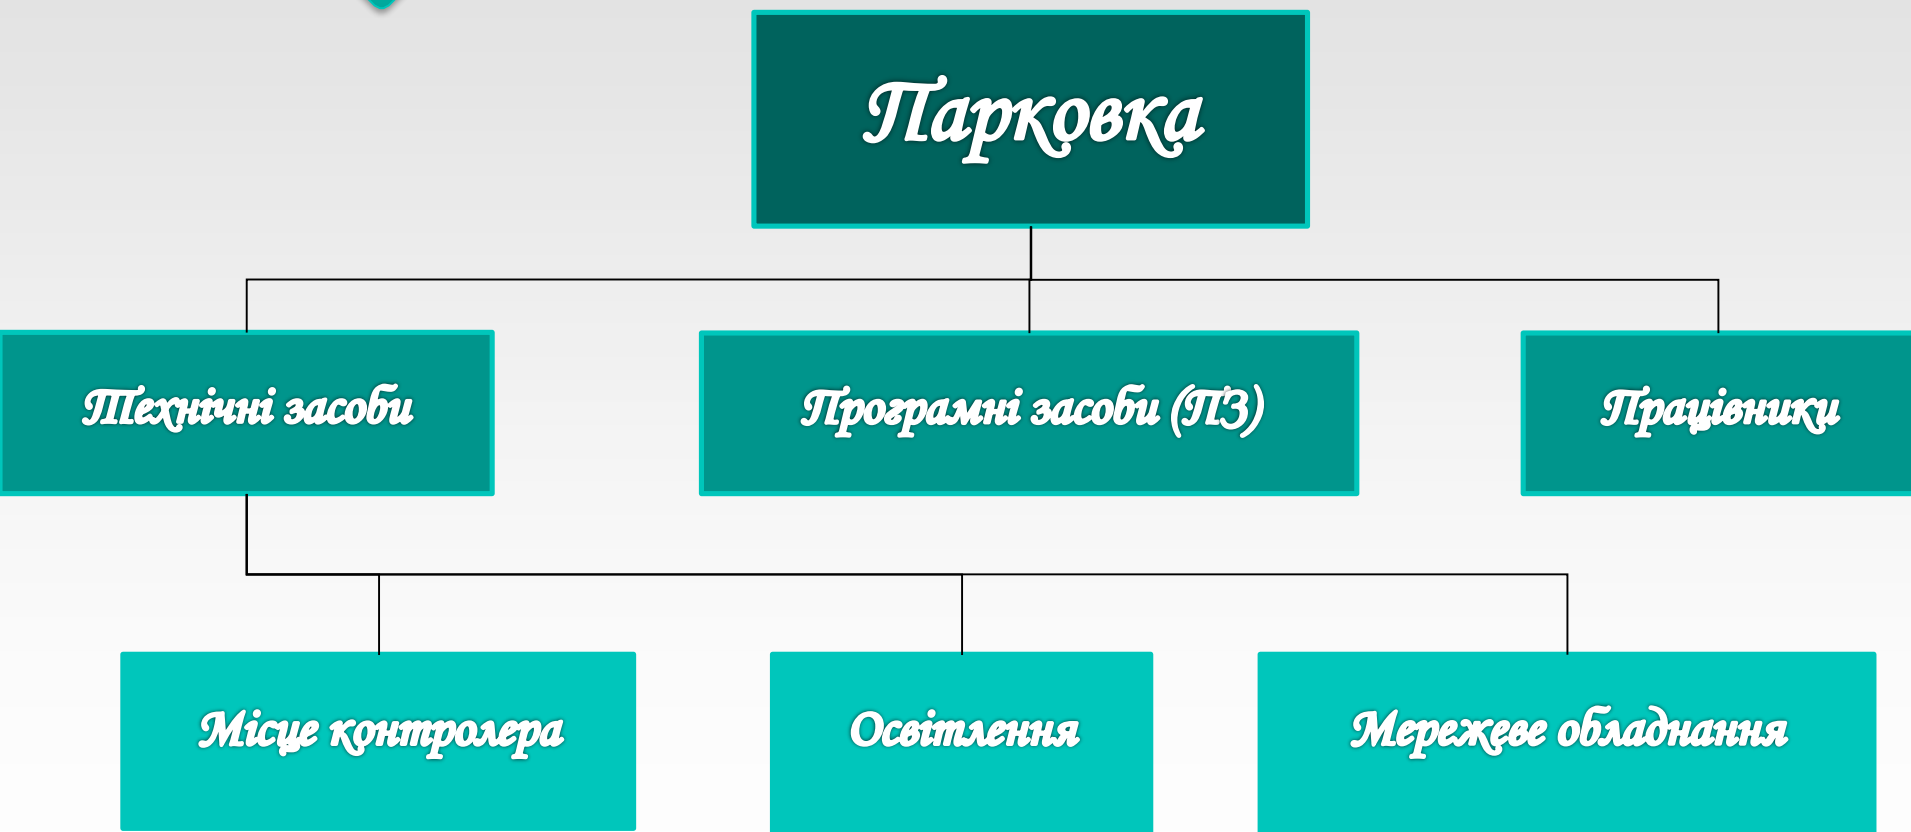 Парковка
Технічні засоби
Програмні засоби (ПЗ)
Працівники
Місце контролера
Освітлення
Мережеве обладнання